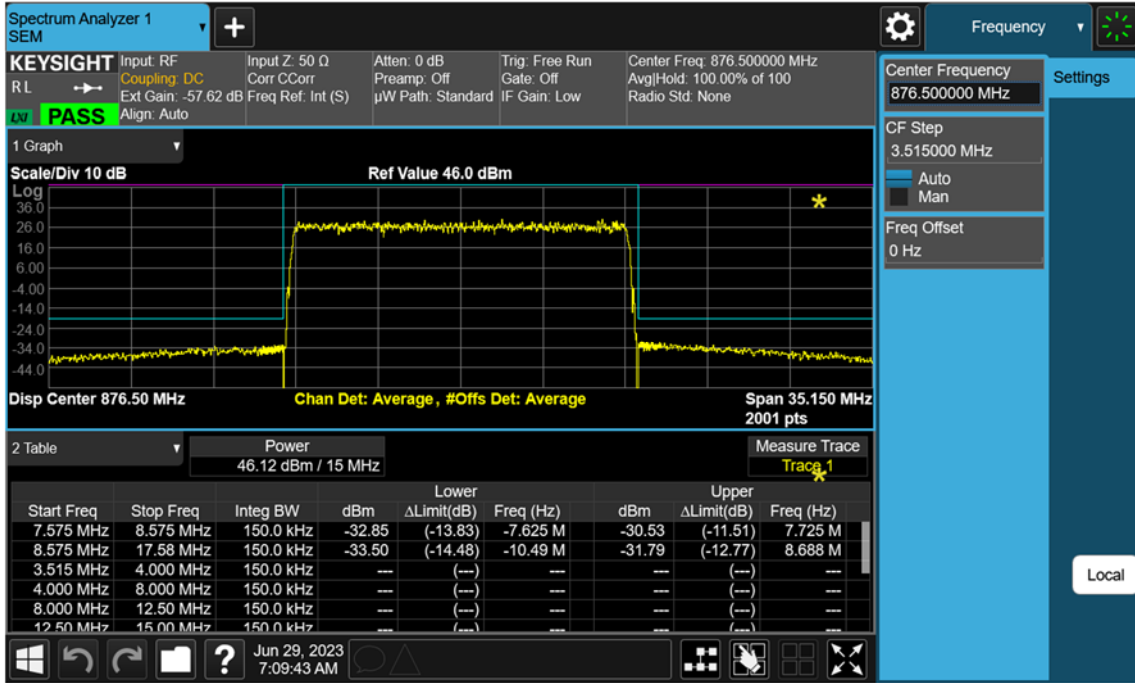 Spectrum Analyzer 1
SEM
Frequency
KEYSIGHT
R L
LXI PASS
Input: RF
Coupling: DC
Ext Gain: -57.62 dB
Align: Auto
Input Z: 50 Ω
Corr CCorr
Freq Ref: Int (S)
Atten: 0 dB
Preamp: Off
µW Path: Standard
Trig: Free Run
Gate: Off
IF Gain: Low
Center Freq: 876.500000 MHz
Avg|Hold: 100.00% of 100
Radio Std: None
Center Frequency
876.500000 MHz
Settings
CF Step
3.515000 MHz
Auto
Man
Freq Offset
0 Hz
Local
1 Graph
Scale/Div 10 dB
Ref Value 46.0 dBm
Log
36.0
26.0
16.0
6.00
-4.00
-14.0
-24.0
-34.0
-44.0
Disp Center 876.50 MHz
Chan Det: Average, #Offs Det: Average
Span 35.150 MHz
2001 pts
2 Table
Power
46.12 dBm / 15 MHz
Measure Trace
Trace 1
Lower Upper
Start Freq Stop Freq Integ BW dBm ΔLimit(dB) Freq (Hz) dBm ΔLimit(dB) Freq (Hz)
7.575 MHz 8.575 MHz 150.0 kHz -32.85 (-13.83) -7.625 M -30.53 (-11.51) 7.725 M
8.575 MHz 17.58 MHz 150.0 kHz -33.50 (-14.48) -10.49 M -31.79 (-12.77) 8.688 M
3.515 MHz 4.000 MHz 150.0 kHz --- (---) --- --- (---) ---
4.000 MHz 8.000 MHz 150.0 kHz --- (---) --- --- (---) ---
8.000 MHz 12.50 MHz 150.0 kHz --- (---) --- --- (---) ---
12.50 MHz 15.00 MHz 150.0 kHz --- (---) --- --- (---) ---
?
Jun 29, 2023
7:09:43 AM